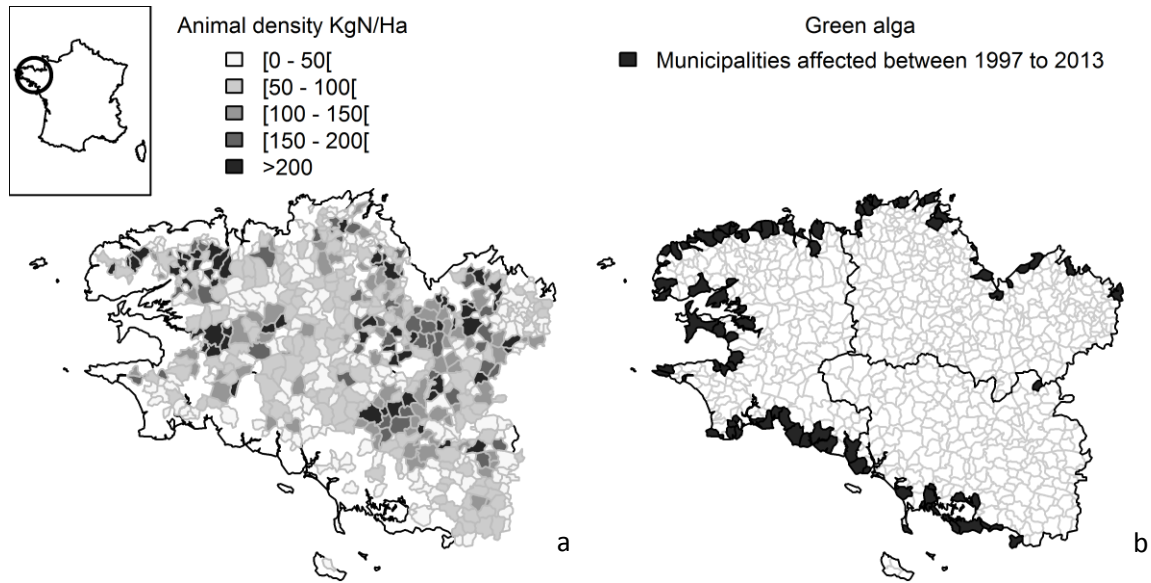 Animal density KgN/Ha
[0 - 50[
[50 - 100[
[100 - 150[
[150 - 200[
>200
a
Green alga
Municipalities affected between 1997 to 2013
b